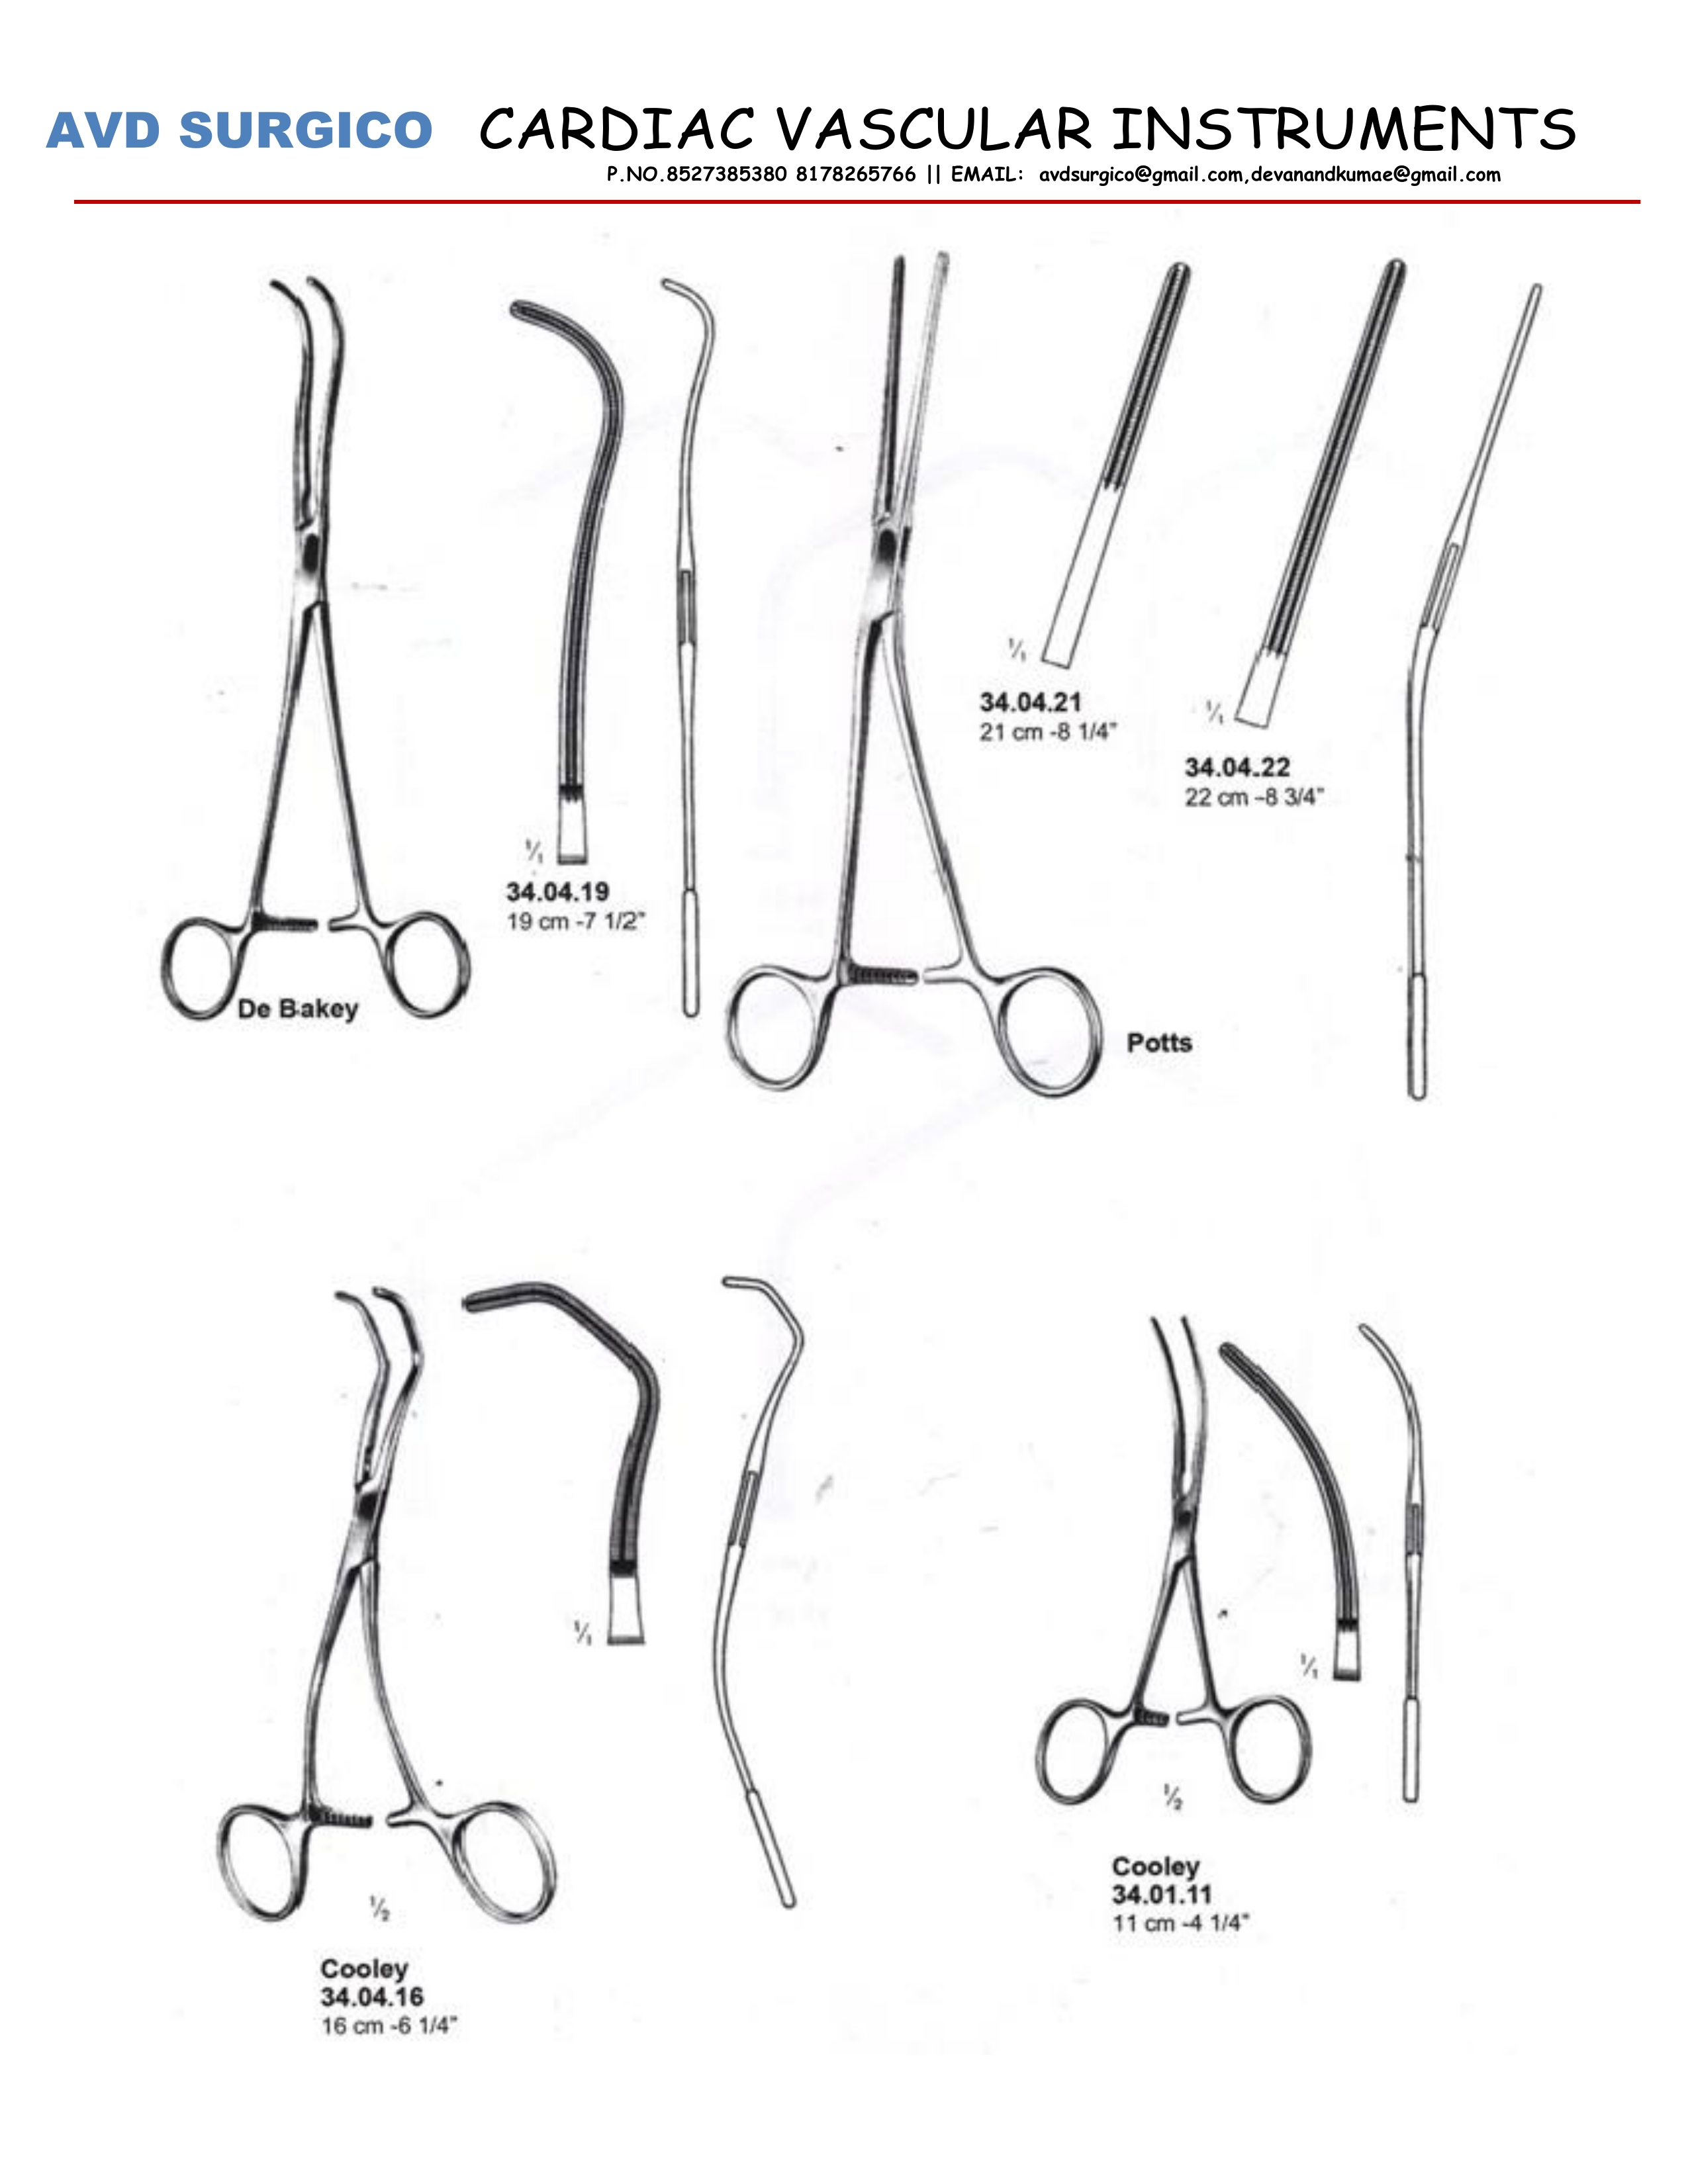 AVD SURGICO CARDIAC VASCULAR INSTRUMENTS
P.NO.8527385380 8178265766 || EMAIL: avdsurgico@gmail.com,devanandkumae@gmail.com
1/1
34.04.19
19 cm -7 1/2"
De Bakey
1/1
34.04.21
21 cm -8 1/4"
1/1
34.04.22
22 cm -8 3/4"
Potts
1/1
1/2
Cooley
34.04.16
16 cm -6 1/4"
1/1
1/2
Cooley
34.01.11
11 cm -4 1/4"